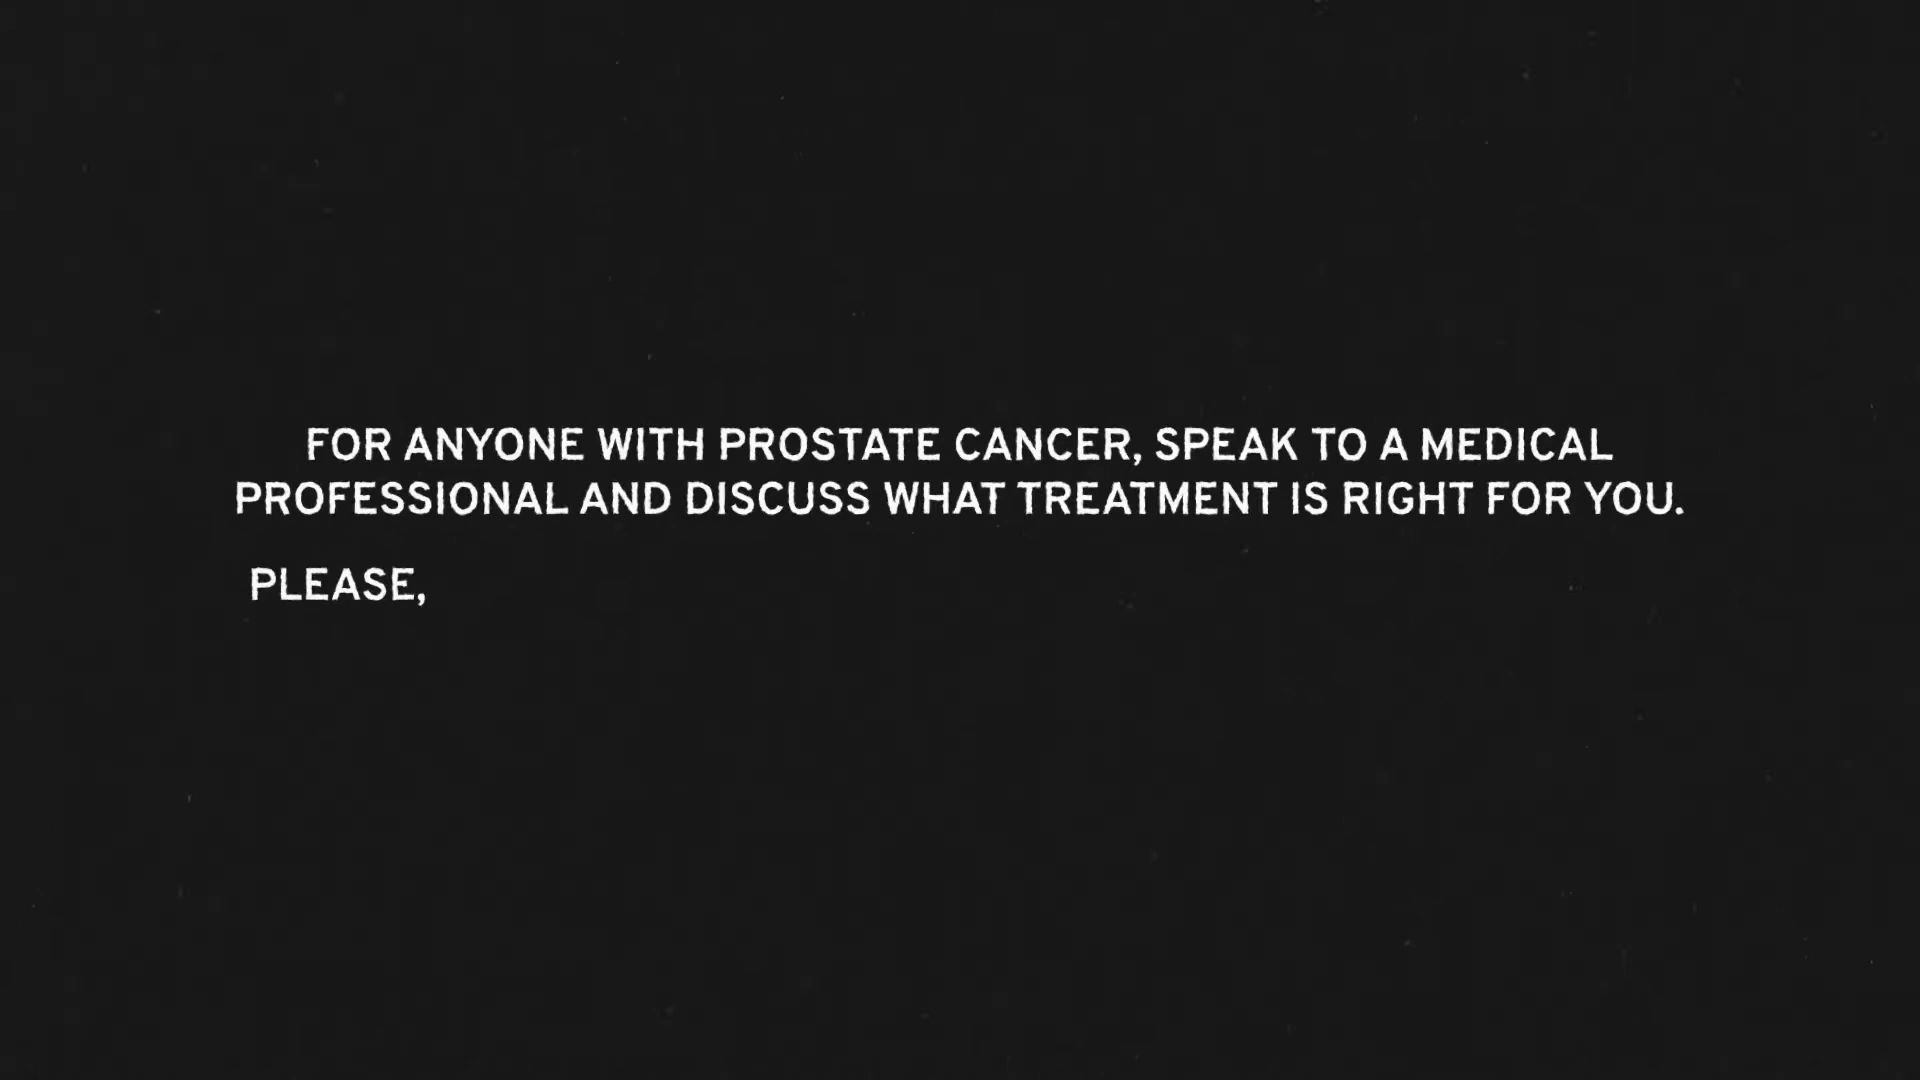 FOR ANYONE WITH PROSTATE CANCER, SPEAK TO A MEDICAL
PROFESSIONAL AND DISCUSS WHAT TREATMENT IS RIGHT FOR YOU.
PLEASE,